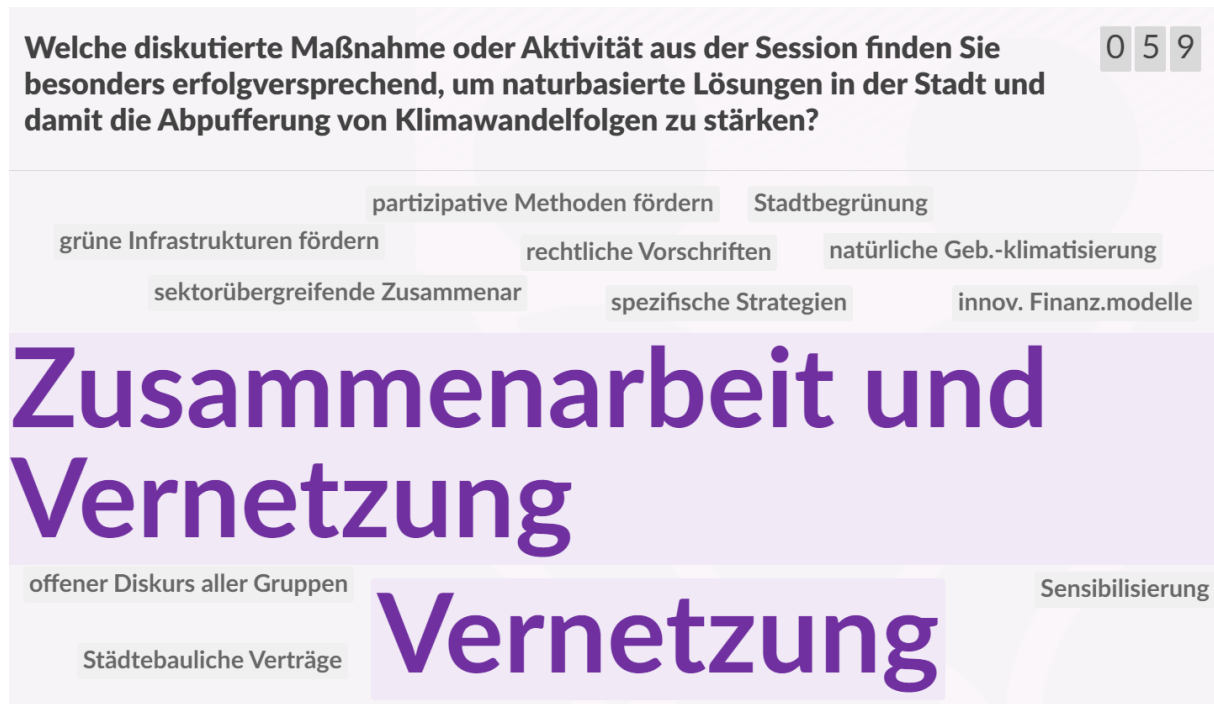 Welche diskutierte Maßnahme oder Aktivität aus der Session finden Sie
besonders erfolgversprechend, um naturbasierte Lösungen in der Stadt und
damit die Abpufferung von Klimawandelfolgen zu stärken?
0 5 9
partizipative Methoden fördern
Stadtbegrünung
grüne Infrastrukturen fördern
rechtliche Vorschriften
natürliche Geb.-klimatisierung
sektorübergreifende Zusammenar
spezifische Strategien
innov. Finanz.modelle
Zusammenarbeit und
Vernetzung
offener Diskurs aller Gruppen
Vernetzung
Sensibilisierung
Städtebauliche Verträge